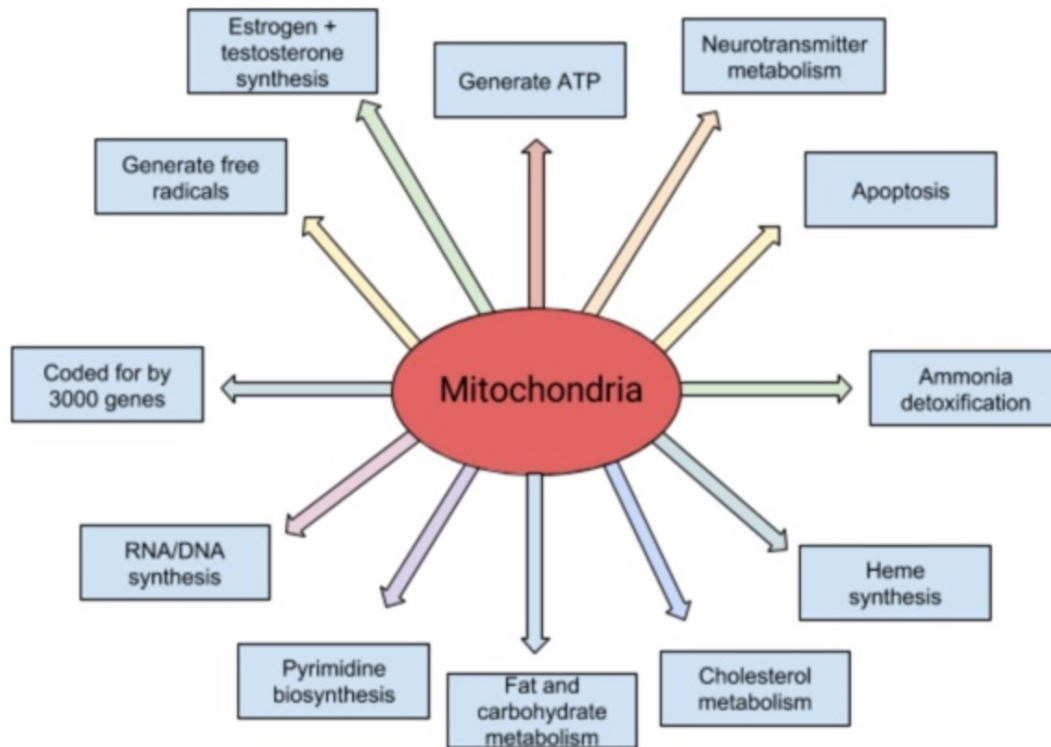 Estrogen +
testosterone
synthesis
Generate ATP
Neurotransmitter
metabolism
Generate free
radicals
Apoptosis
Coded for by
3000 genes
Mitochondria
Ammonia
detoxification
RNA/DNA
synthesis
Heme
synthesis
Pyrimidine
biosynthesis
Fat and
carbohydrate
metabolism
Cholesterol
metabolism